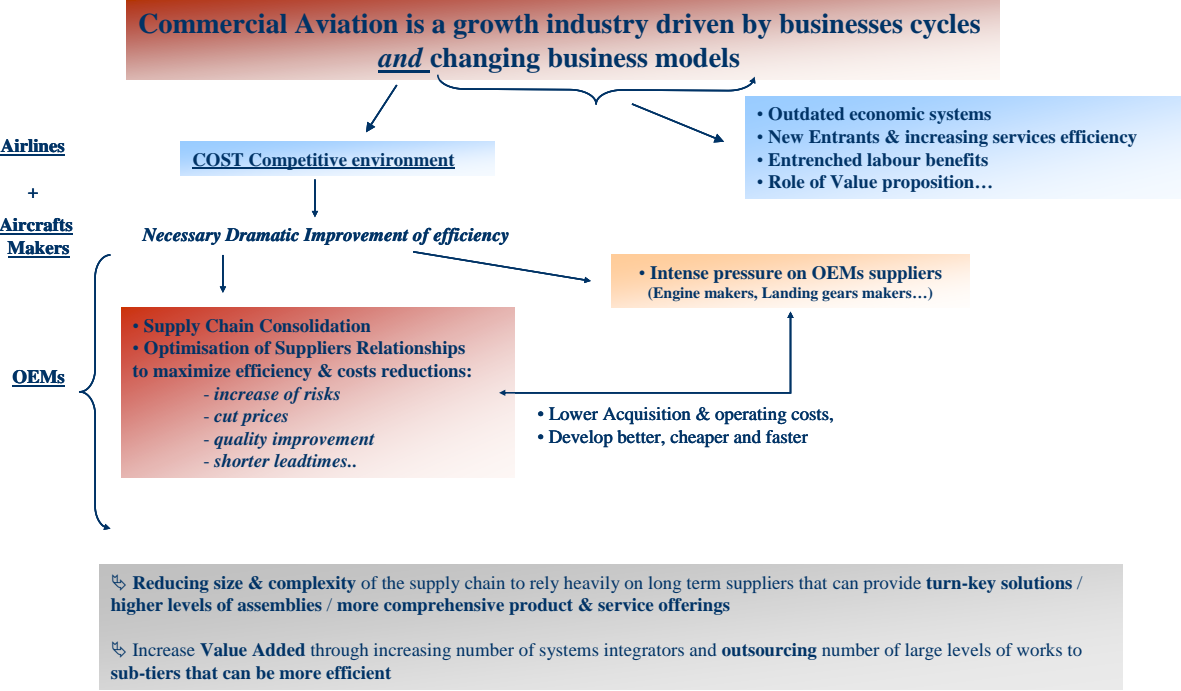 Commercial Aviation is a growth industry driven by businesses cycles
and changing business models
• Outdated economic systems
• New Entrants & increasing services efficiency
• Entrenched labour benefits
• Role of Value proposition…
Airlines
+
Aircrafts
Makers
COST Competitive environment
Necessary Dramatic Improvement of efficiency
• Intense pressure on OEMs suppliers
(Engine makers, Landing gears makers…)
OEMs
• Supply Chain Consolidation
• Optimisation of Suppliers Relationships
to maximize efficiency & costs reductions:
- increase of risks
- cut prices
- quality improvement
- shorter leadtimes..
• Lower Acquisition & operating costs,
• Develop better, cheaper and faster
Reducing size & complexity of the supply chain to rely heavily on long term suppliers that can provide turn-key solutions /
higher levels of assemblies / more comprehensive product & service offerings
Increase Value Added through increasing number of systems integrators and outsourcing number of large levels of works to
sub-tiers that can be more efficient